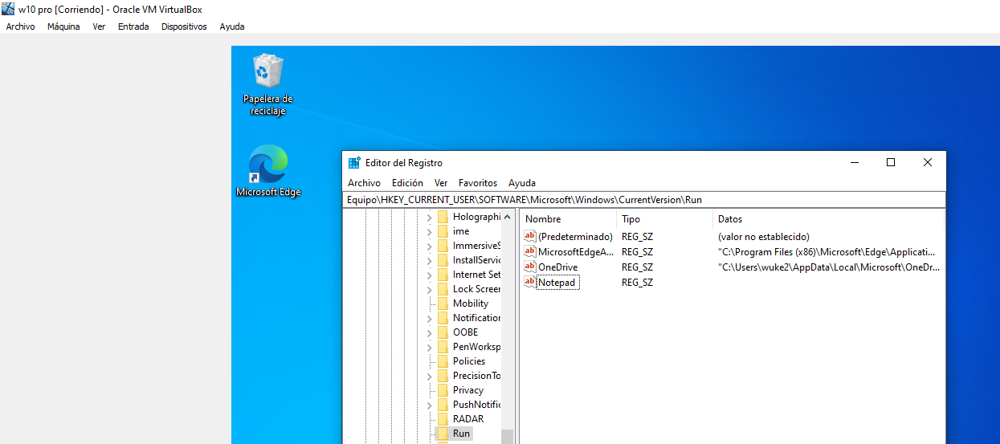 w10 pro [Corriendo] - Oracle VM VirtualBox
Archivo Máquina Ver Entrada Dispositivos Ayuda
Papelera de
reciclaje
Microsoft Edge
Editor del Registro
Archivo Edición Ver Favoritos Ayuda
Equipo\HKEY_CURRENT_USER\SOFTWARE\Microsoft\Windows\CurrentVersion\Run
Holographi
ime
ImmersiveS
InstallServic
Internet Set
Lock Screen
Mobility
Notification
OOBE
PenWorksp
Policies
PrecisionTo
Privacy
PushNotific
RADAR
Run
Nombre Tipo Datos
(Predeterminado) REG_SZ (valor no establecido)
MicrosoftEdgeA... REG_SZ "C:\Program Files (x86)\Microsoft\Edge\Applicati...
OneDrive REG_SZ "C:\Users\wuke2\AppData\Local\Microsoft\OneDr...
Notepad REG_SZ